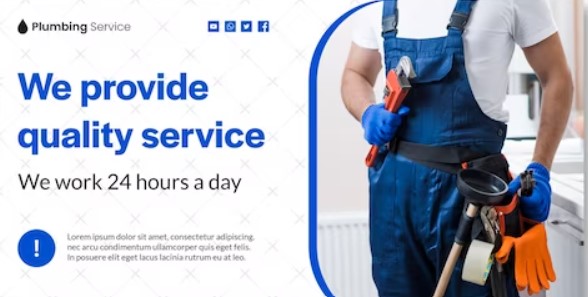 Plumbing Service
We provide
quality service
We work 24 hours a day
!
Lorem ipsum dolor sit amet, consectetur adipiscing.
nec arcu condimentum ullamcorper quis eget felis.
In posuere elit eget lacus lacinia rutrum eu at leo.